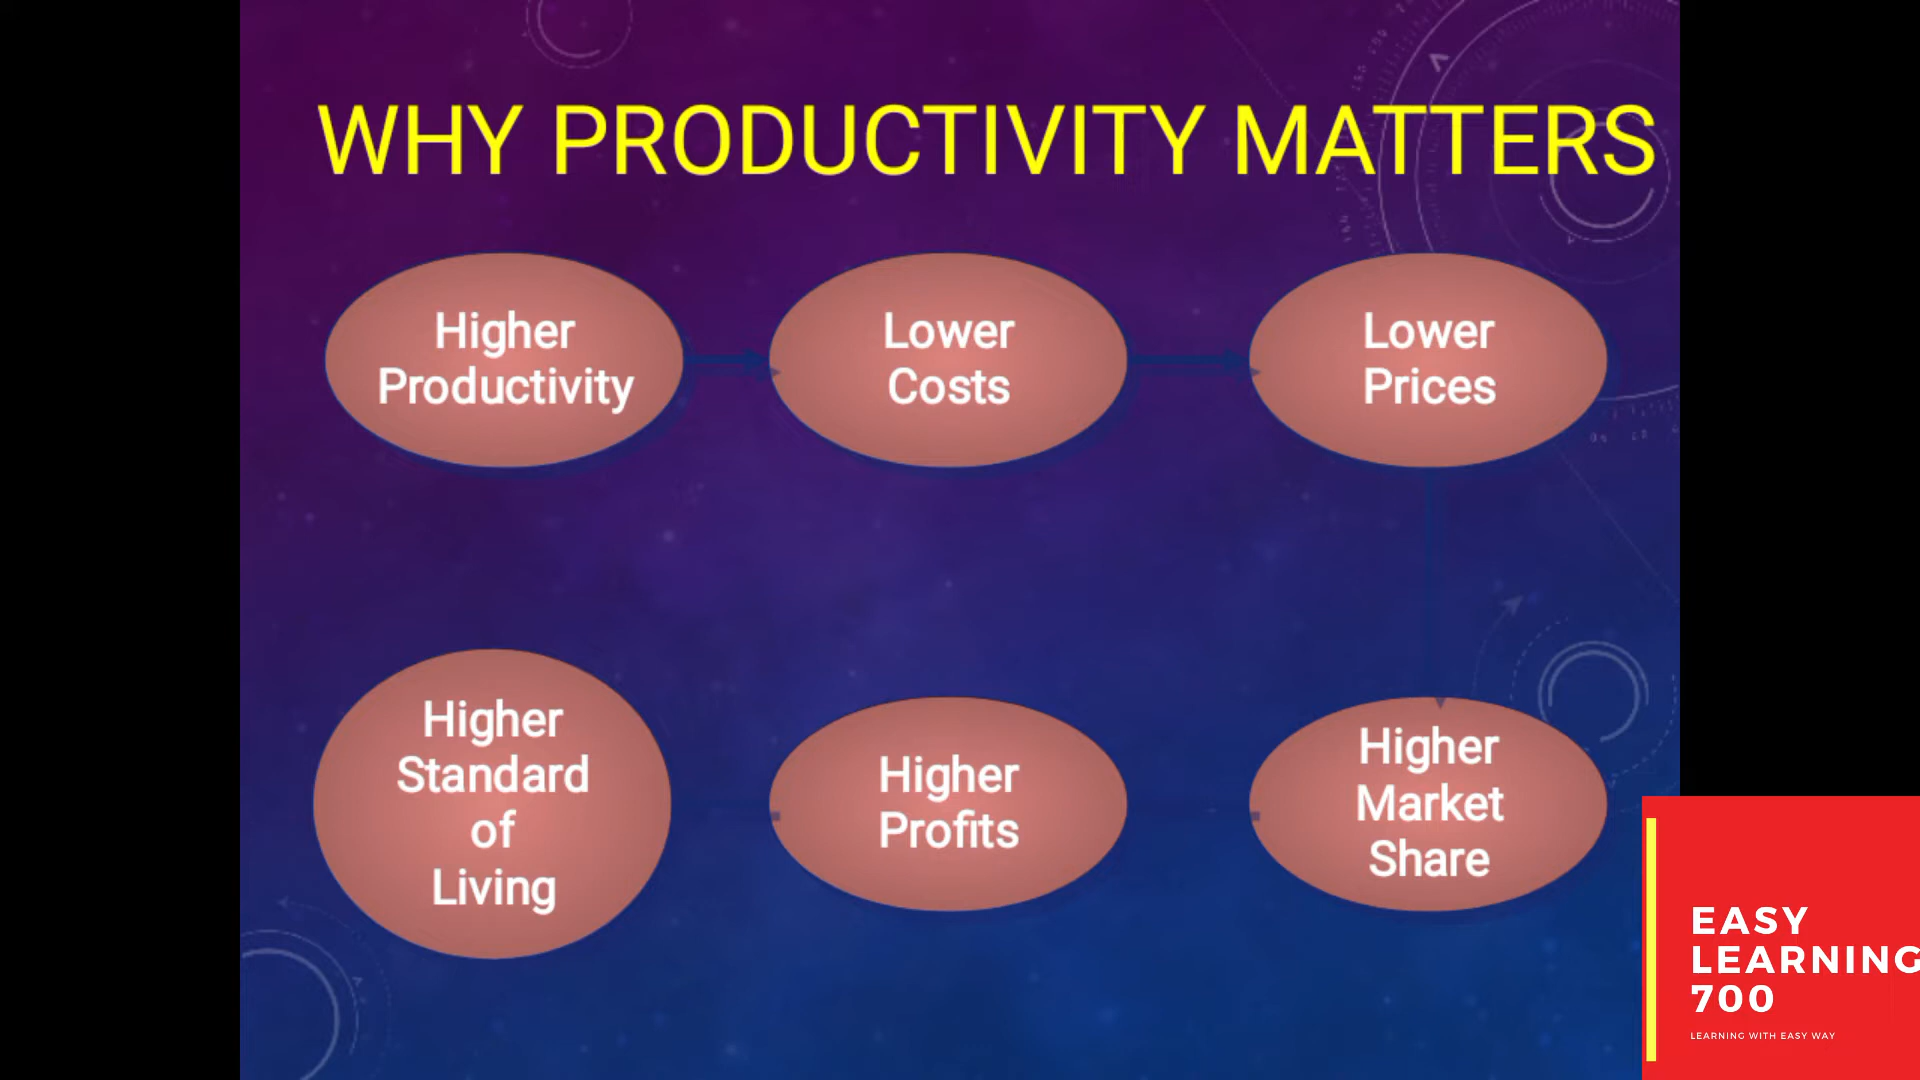 WHY PRODUCTIVITY MATTERS
Higher
Productivity
Lower
Costs
Lower
Prices
Higher
Standard
of
Living
Higher
Profits
Higher
Market
Share
EASY
LEARNING
700
LEARNING WITH EASY WAY